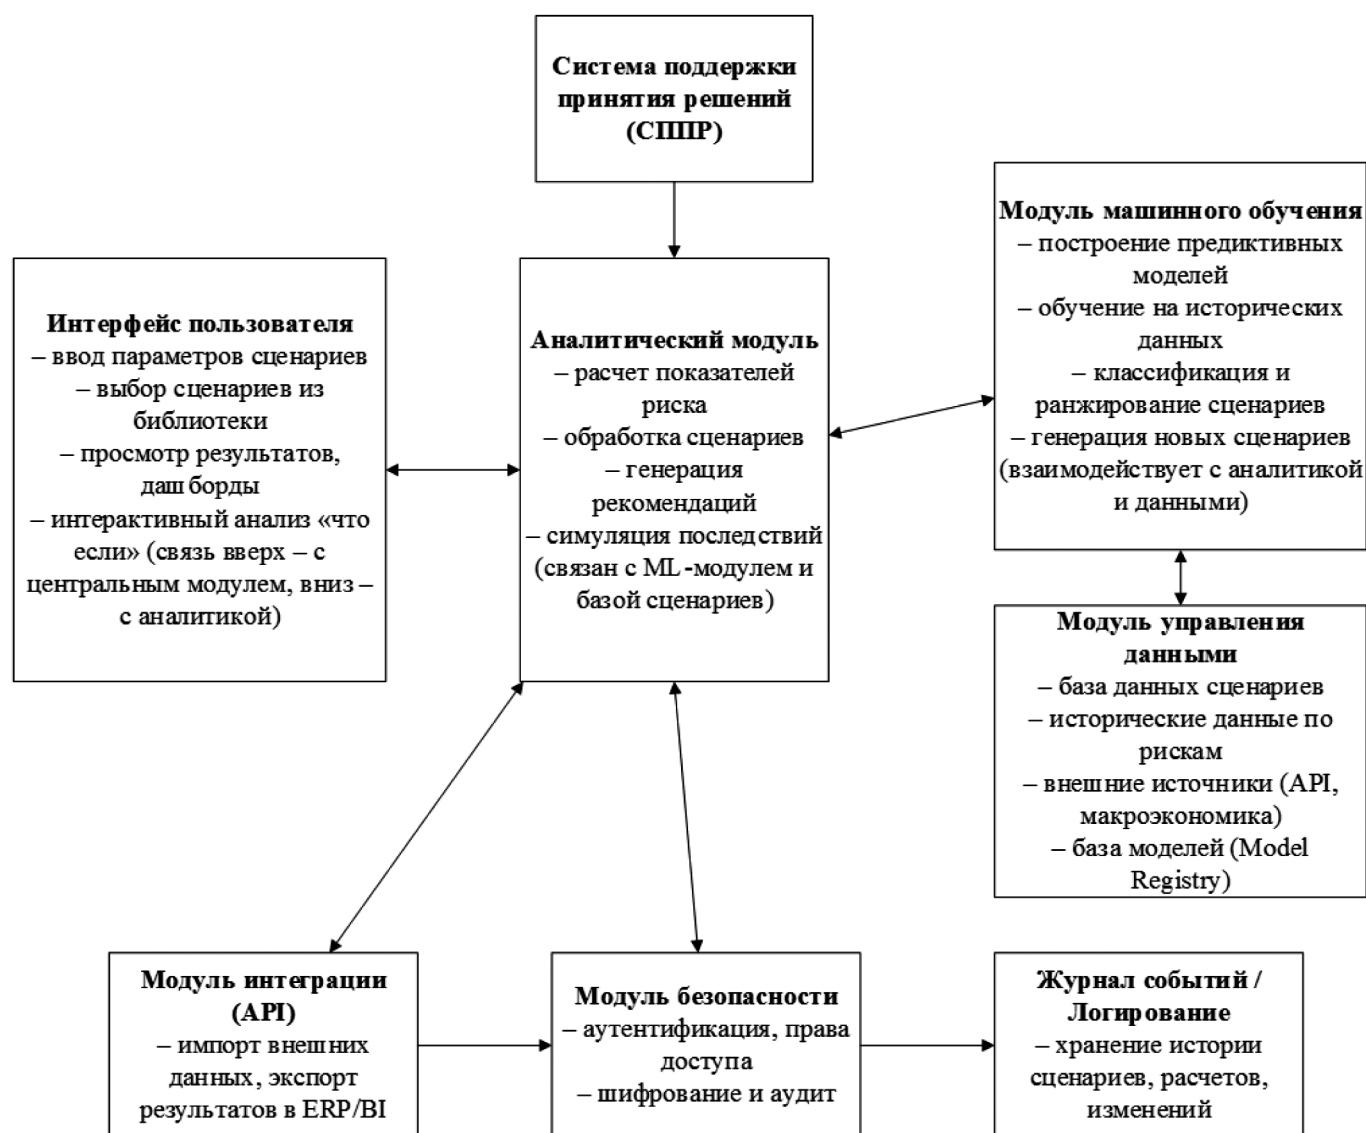 Система поддержки
принятия решений
(СППР)
Интерфейс пользователя
– ввод параметров сценариев
– выбор сценариев из
библиотеки
– просмотр результатов,
дашборды
– интерактивный анализ «что
если» (связь вверх – с
центральным модулем, вниз –
с аналитикой)
Аналитический модуль
– расчет показателей
риска
– обработка сценариев
– генерация
рекомендаций
– симуляция последствий
(связан с ML-модулем и
базой сценариев)
Модуль машинного обучения
– построение предиктивных
моделей
– обучение на исторических
данных
– классификация и
ранжирование сценариев
– генерация новых сценариев
(взаимодействует с аналитикой
и данными)
Модуль управления
данными
– база данных сценариев
– исторические данные по
рискам
– внешние источники (API,
макроэкономика)
– база моделей (Model
Registry)
Модуль интеграции
(API)
– импорт внешних
данных, экспорт
результатов в ERP/BI
Модуль безопасности
– аутентификация, права
доступа
– шифрование и аудит
Журнал событий /
Логирование
– хранение истории
сценариев, расчетов,
изменений